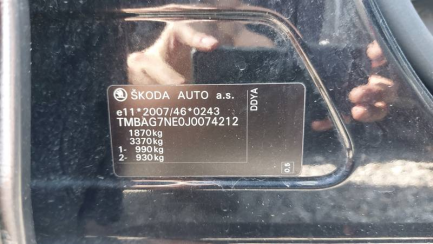 ŠKODA AUTO a.s.
e11*2007/46*0243
TMBAG7NE0J0074212
1870kg
3370kg
1- 990kg
2- 930kg
DDYA